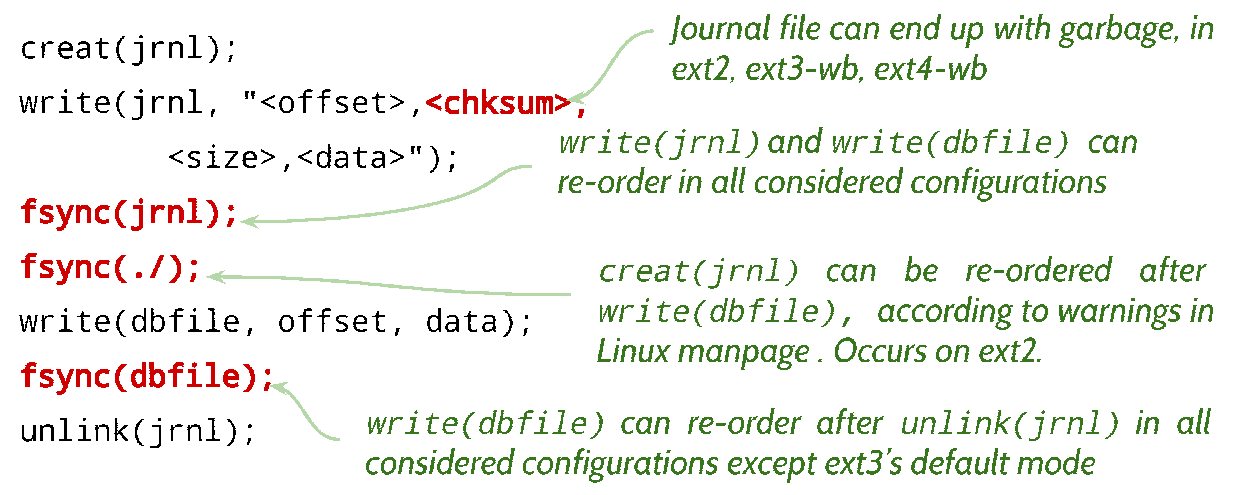 creat(jrnl);
write(jrnl, "<offset>,<chksum>,
<size>,<data>");
fsync(jrnl);
fsync(./);
write(dbfile, offset, data);
fsync(dbfile);
unlink(jrnl);
Journal file can end up with garbage, in
ext2, ext3-wb, ext4-wb
write(jrnl) and write(dbfile) can
re-order in all considered configurations
creat(jrnl) can be re-ordered after
write(dbfile), according to warnings in
Linux manpage . Occurs on ext2.
write(dbfile) can re-order after unlink(jrnl) in all
considered configurations except ext3's default mode